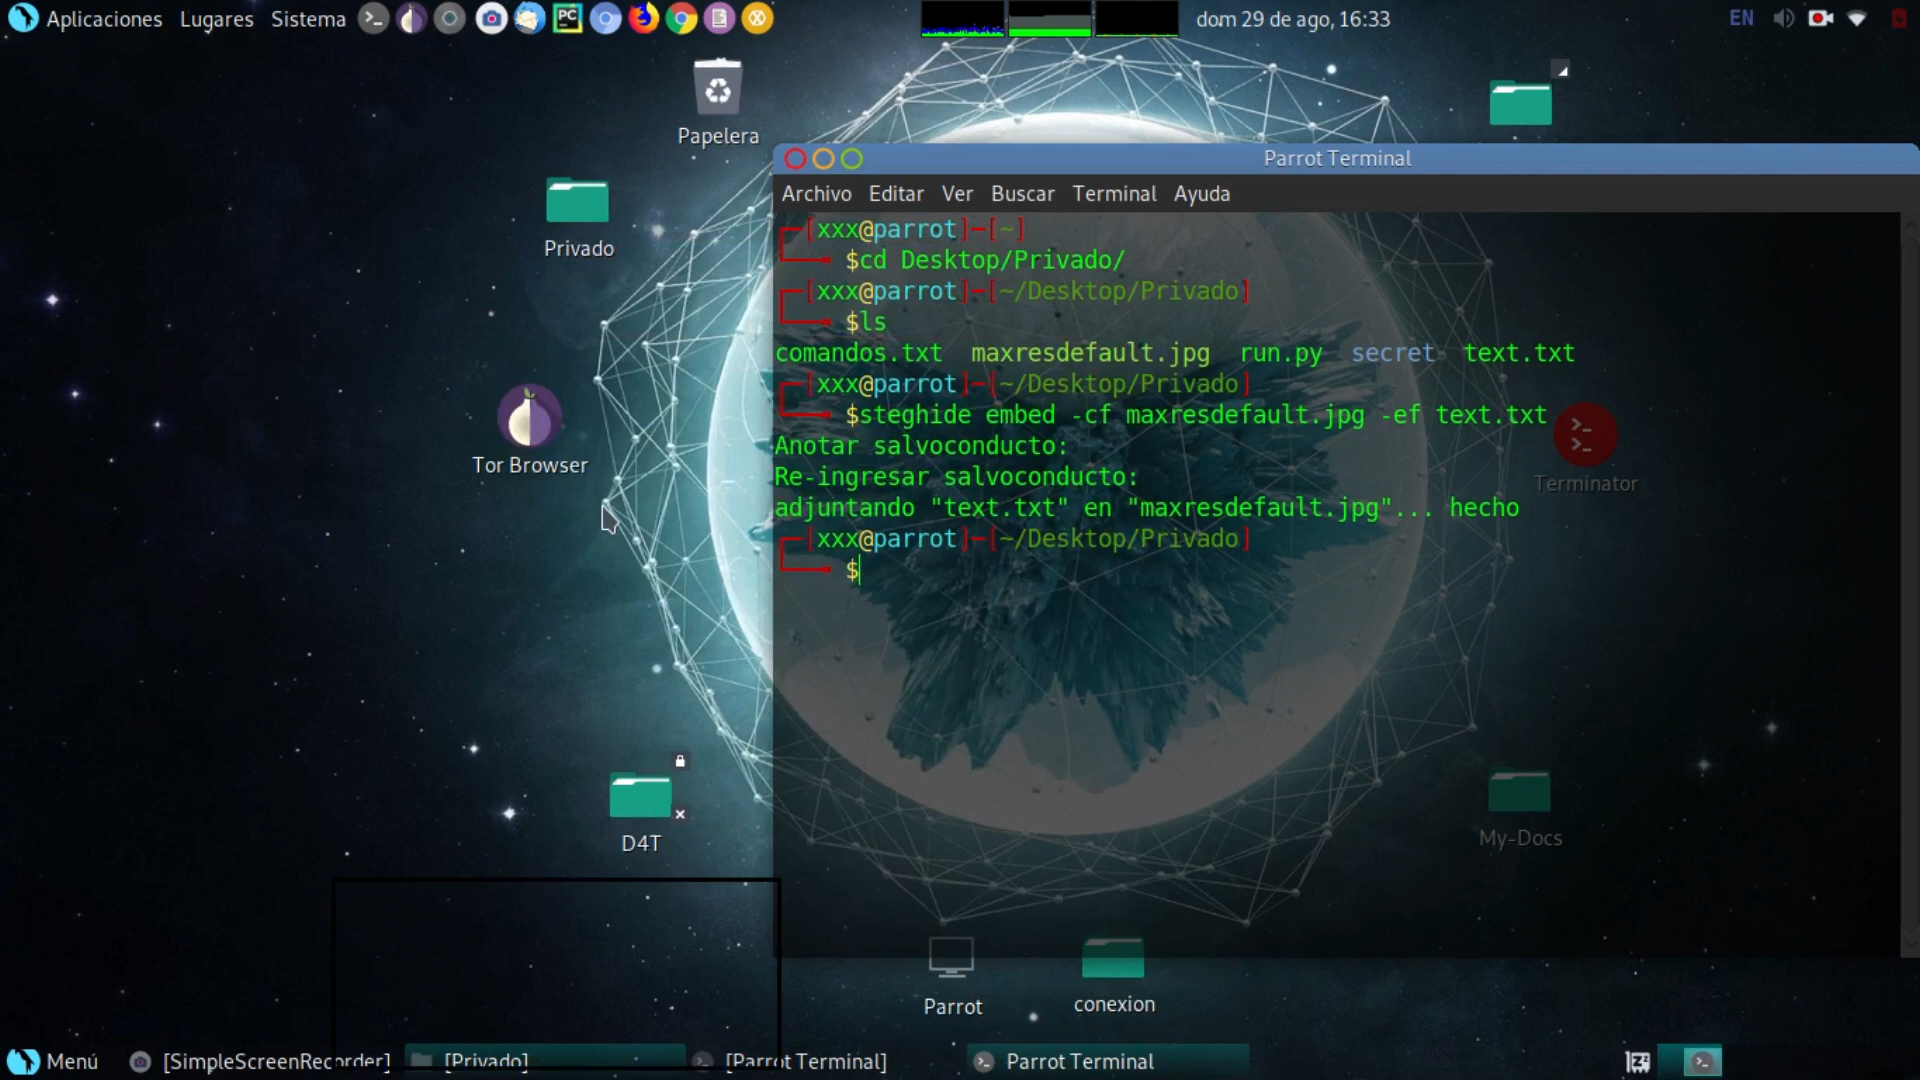 Aplicaciones Lugares Sistema
dom 29 de ago, 16:33
EN
Papelera
Privado
Tor Browser
D4T
Parrot
conexion
Terminator
My-Docs
Parrot Terminal
Archivo Editar Ver Buscar Terminal Ayuda
[xxx@parrot]-[~]
$cd Desktop/Privado/
[xxx@parrot]-[~/Desktop/Privado]
$ls
comandos.txt maxresdefault.jpg run.py secret text.txt
[xxx@parrot]-[~/Desktop/Privado]
$steghide embed -cf maxresdefault.jpg -ef text.txt
Anotar salvoconducto:
Re-ingresar salvoconducto:
adjuntando "text.txt" en "maxresdefault.jpg"... hecho
[xxx@parrot]-[~/Desktop/Privado]
$
Menú [SimpleScreenRecorder] [Privado] [Parrot Terminal] Parrot Terminal